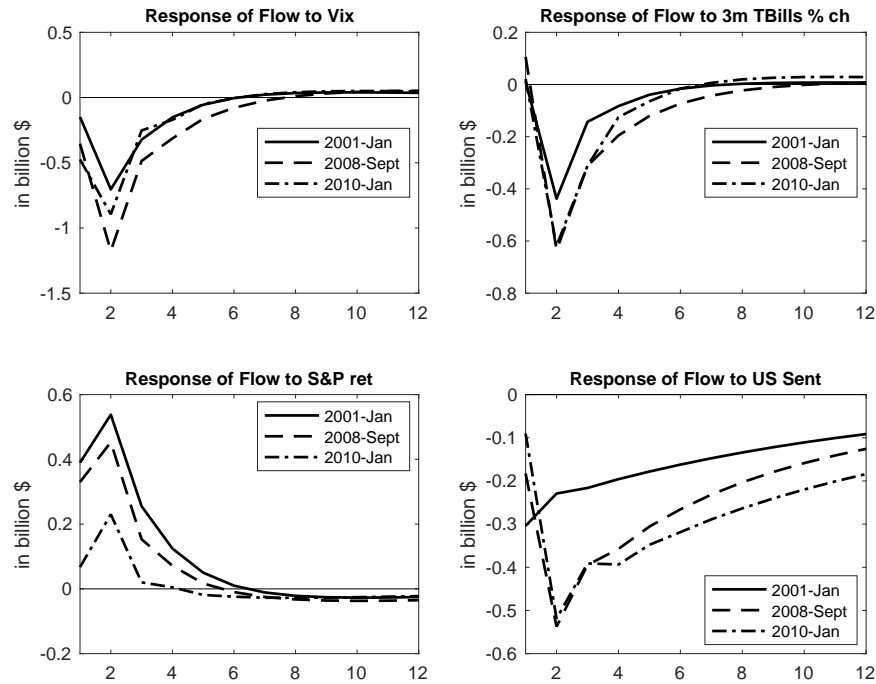 Response of Flow to Vix
0.5
0
-0.5
-1
-1.5
in billion $
2001-Jan
2008-Sept
2010-Jan
2 4 6 8 10 12
Response of Flow to 3m TBills % ch
0.2
0
-0.2
-0.4
-0.6
-0.8
in billion $
2001-Jan
2008-Sept
2010-Jan
2 4 6 8 10 12
Response of Flow to S&P ret
0.6
0.4
0.2
0
-0.2
in billion $
2001-Jan
2008-Sept
2010-Jan
2 4 6 8 10 12
Response of Flow to US Sent
0
-0.1
-0.2
-0.3
-0.4
-0.5
-0.6
in billion $
2001-Jan
2008-Sept
2010-Jan
2 4 6 8 10 12